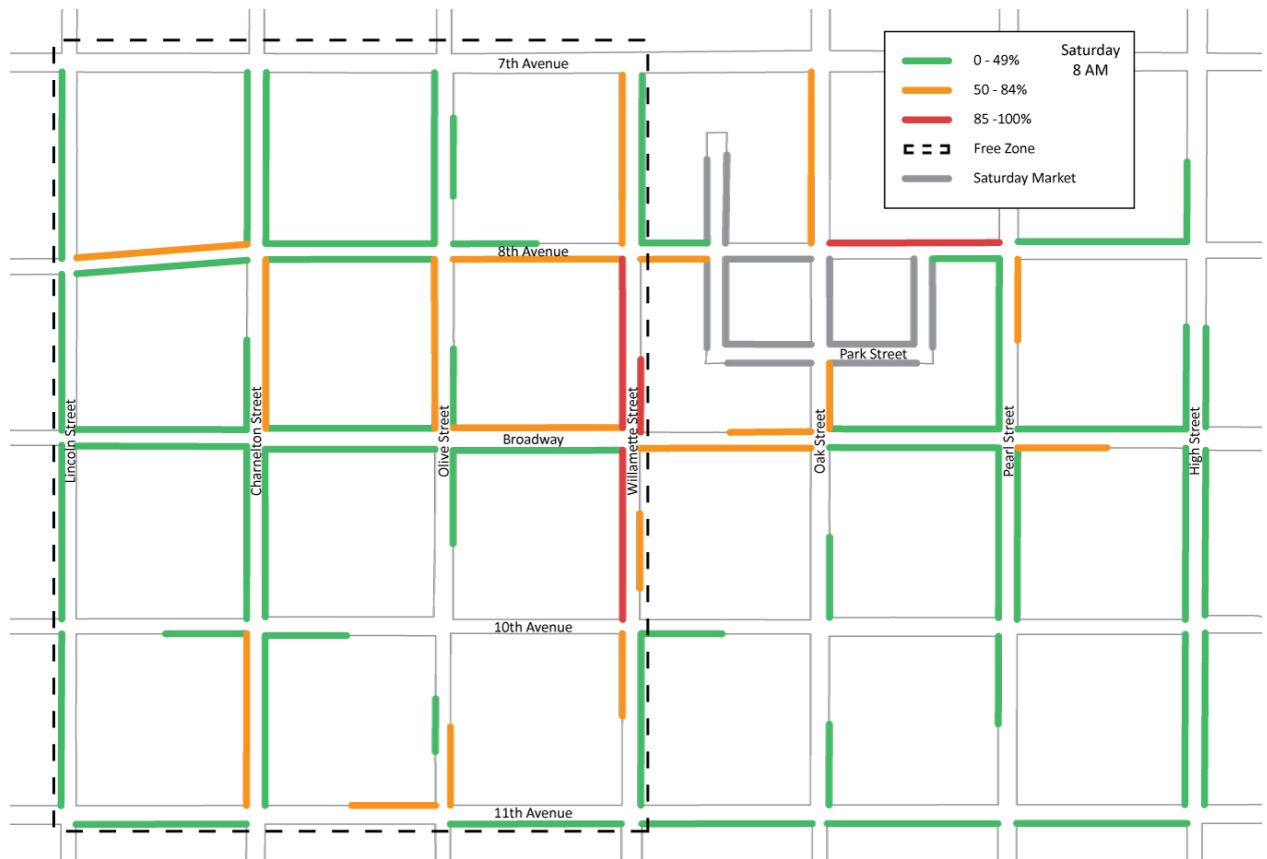 7th Avenue
0 - 49%
Saturday
8 AM
50 - 84%
85 -100%
Free Zone
Saturday Market
8th Avenue
Park Street
Lincoln Street
Charnelton Street
Olive Street
Broadway
Willamette Street
Oak Street
Pearl Street
High Street
10th Avenue
11th Avenue